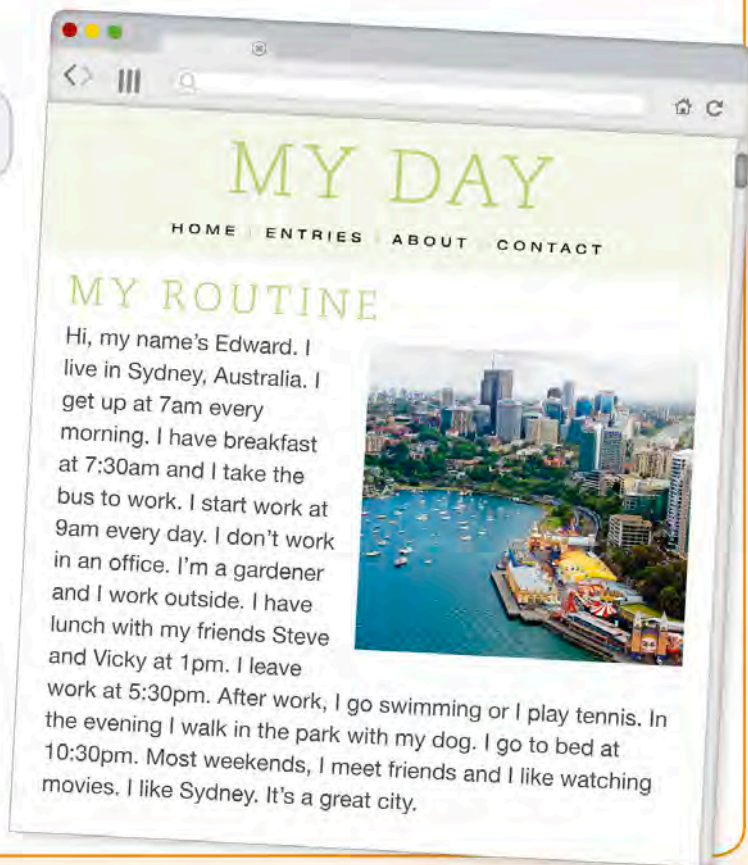 MY DAY
HOME ENTRIES ABOUT CONTACT
MY ROUTINE
Hi, my name's Edward. I
live in Sydney, Australia. I
get up at 7am every
morning. I have breakfast
at 7:30am and I take the
bus to work. I start work at
9am every day. I don't work
in an office. I'm a gardener
and I work outside. I have
lunch with my friends Steve
and Vicky at 1pm. I leave
work at 5:30pm. After work, I go swimming or I play tennis. In
the evening I walk in the park with my dog. I go to bed at
10:30pm. Most weekends, I meet friends and I like watching
movies. I like Sydney. It's a great city.